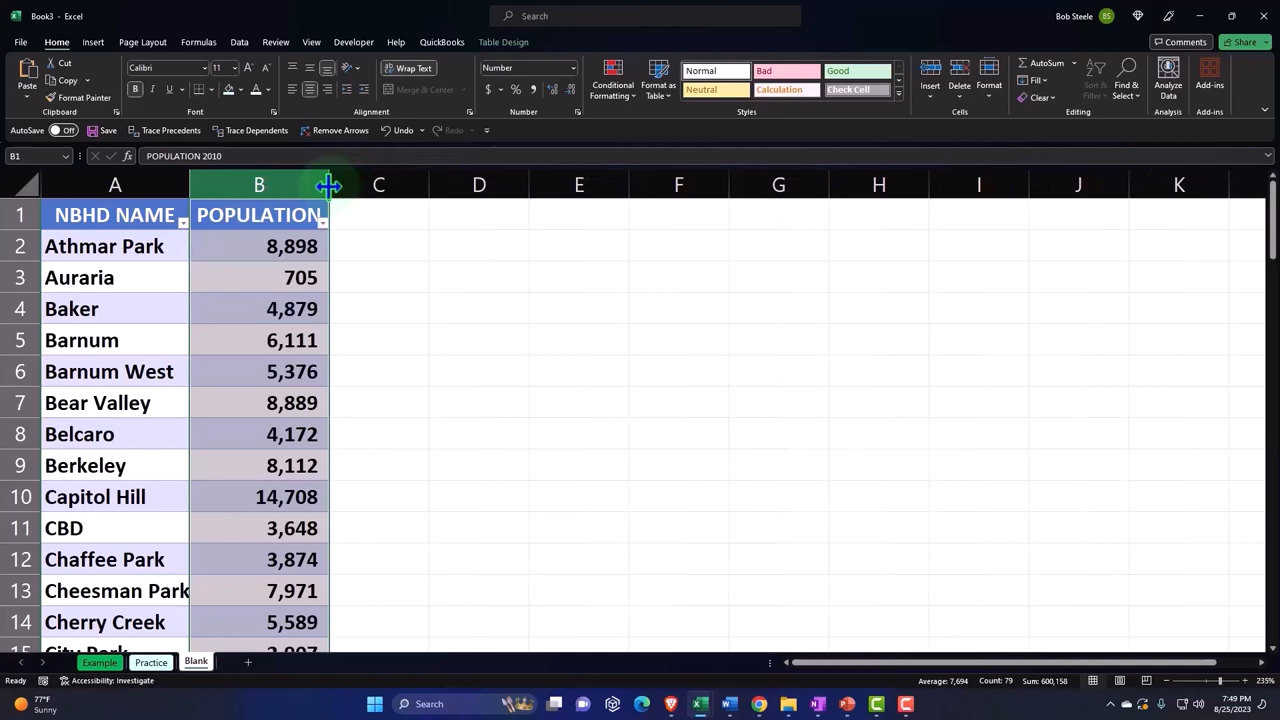 Book3 - Excel
Search
Bob Steele BS
File Home Insert Page Layout Formulas Data Review View Developer Help QuickBooks Table Design
Comments Share
Paste
Cut
Copy
Format Painter
Clipboard
Calibri 11
B I U
Font
Wrap Text
Merge & Center
Alignment
Number
$ % 9
Number
Conditional Formatting
Format as Table
Normal Bad Good
Neutral Calculation Check Cell
Styles
Insert Delete Format
Cells
AutoSum
Fill
Clear
Sort & Filter
Find & Select
Editing
Analyze Data
Analysis
Add-ins
Add-ins
AutoSave Off Save Trace Precedents Trace Dependents Remove Arrows Undo Redo
B1 fx POPULATION 2010
A B C D E F G H I J K
1 NBHD NAME POPULATION
2 Athmar Park 8,898
3 Auraria 705
4 Baker 4,879
5 Barnum 6,111
6 Barnum West 5,376
7 Bear Valley 8,889
8 Belcaro 4,172
9 Berkeley 8,112
10 Capitol Hill 14,708
11 CBD 3,648
12 Chaffee Park 3,874
13 Cheesman Park 7,971
14 Cherry Creek 5,589
Example Practice Blank
Ready Accessibility: Investigate Average: 7,694 Count: 79 Sum: 600,158 235%
77°F
Sunny
Search
7:49 PM
8/25/2023